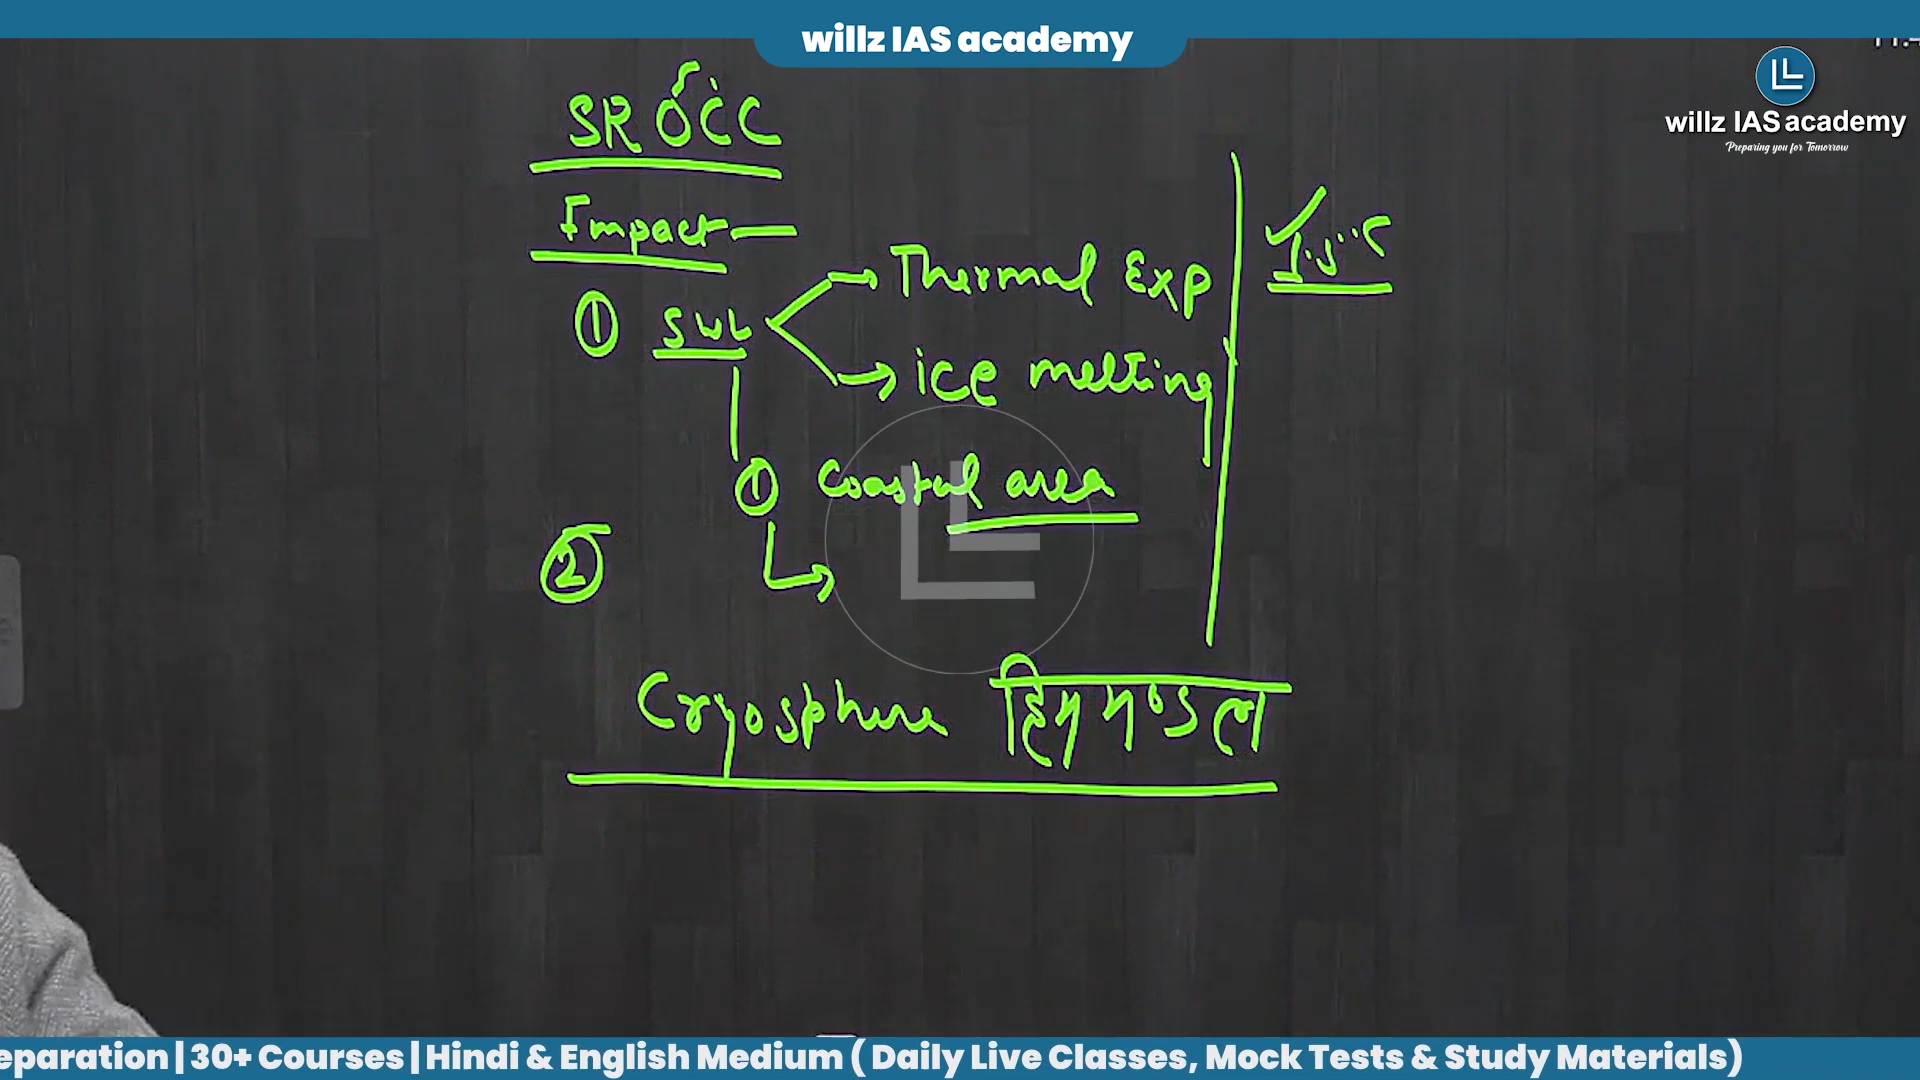 willz IAS academy
willz IAS academy
Preparing you for Tomorrow
SROCC
Impact —
① SWL → Thermal Exp
→ ice melting
① Coastal area
②
Cryosphere हिममण्डल
eparation | 30+ Courses | Hindi & English Medium ( Daily Live Classes, Mock Tests & Study Materials)